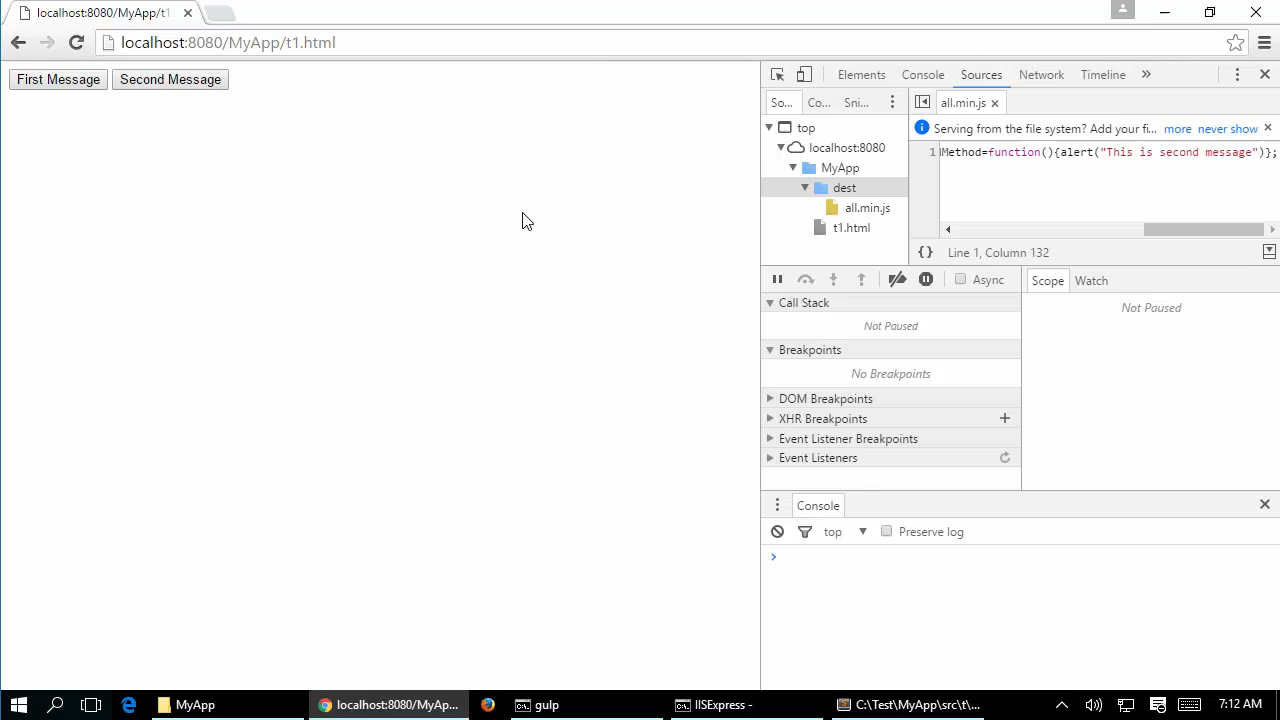 localhost:8080/MyApp/t1.
localhost:8080/MyApp/t1.html
First Message Second Message
Elements Console Sources Network Timeline »
So... Co... Sni...
all.min.js
top
localhost:8080
MyApp
dest
all.min.js
t1.html
Serving from the file system? Add your fi... more never show
1 Method=function(){alert("This is second message")};
{} Line 1, Column 132
Async
Scope Watch
Call Stack
Not Paused
Not Paused
Breakpoints
No Breakpoints
DOM Breakpoints
XHR Breakpoints
Event Listener Breakpoints
Event Listeners
Console
top Preserve log
MyApp
localhost:8080/MyAp...
gulp
IISExpress -
C:\Test\MyApp\src\t...
7:12 AM